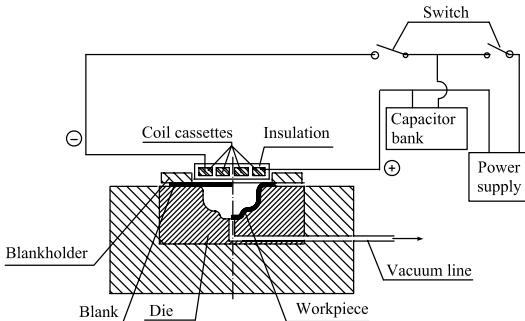 Switch
Coil cassettes
Insulation
Capacitor
bank
−
+
Power
supply
Blankholder
Vacuum line
Blank
Die
Workpiece